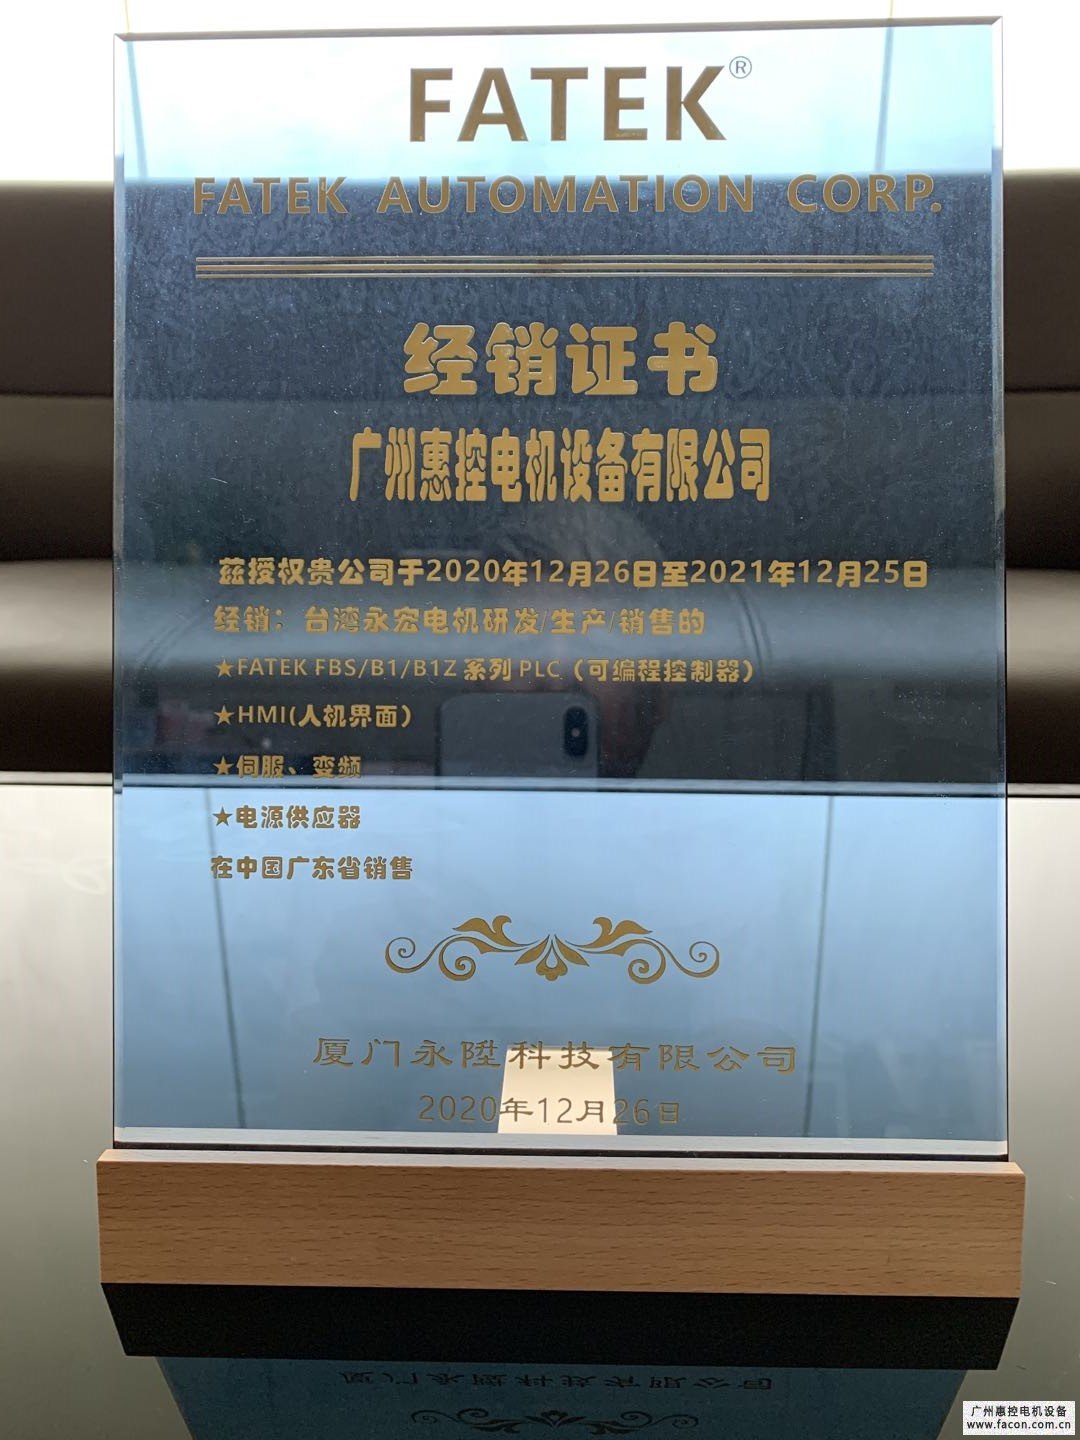 FATEK®
FATEK AUTOMATION CORP.
经销证书
广州惠控电机设备有限公司
兹授权贵公司于2020年12月26日至2021年12月25日
经销：台湾永宏电机研发/生产/销售的
★FATEK FBS/B1/B1Z系列PLC（可编程控制器）
★HMI(人机界面）
★伺服、变频
★电源供应器
在中国广东省销售
厦门永陞科技有限公司
2020年12月26日
广州惠控电机设备
www.facon.com.cn